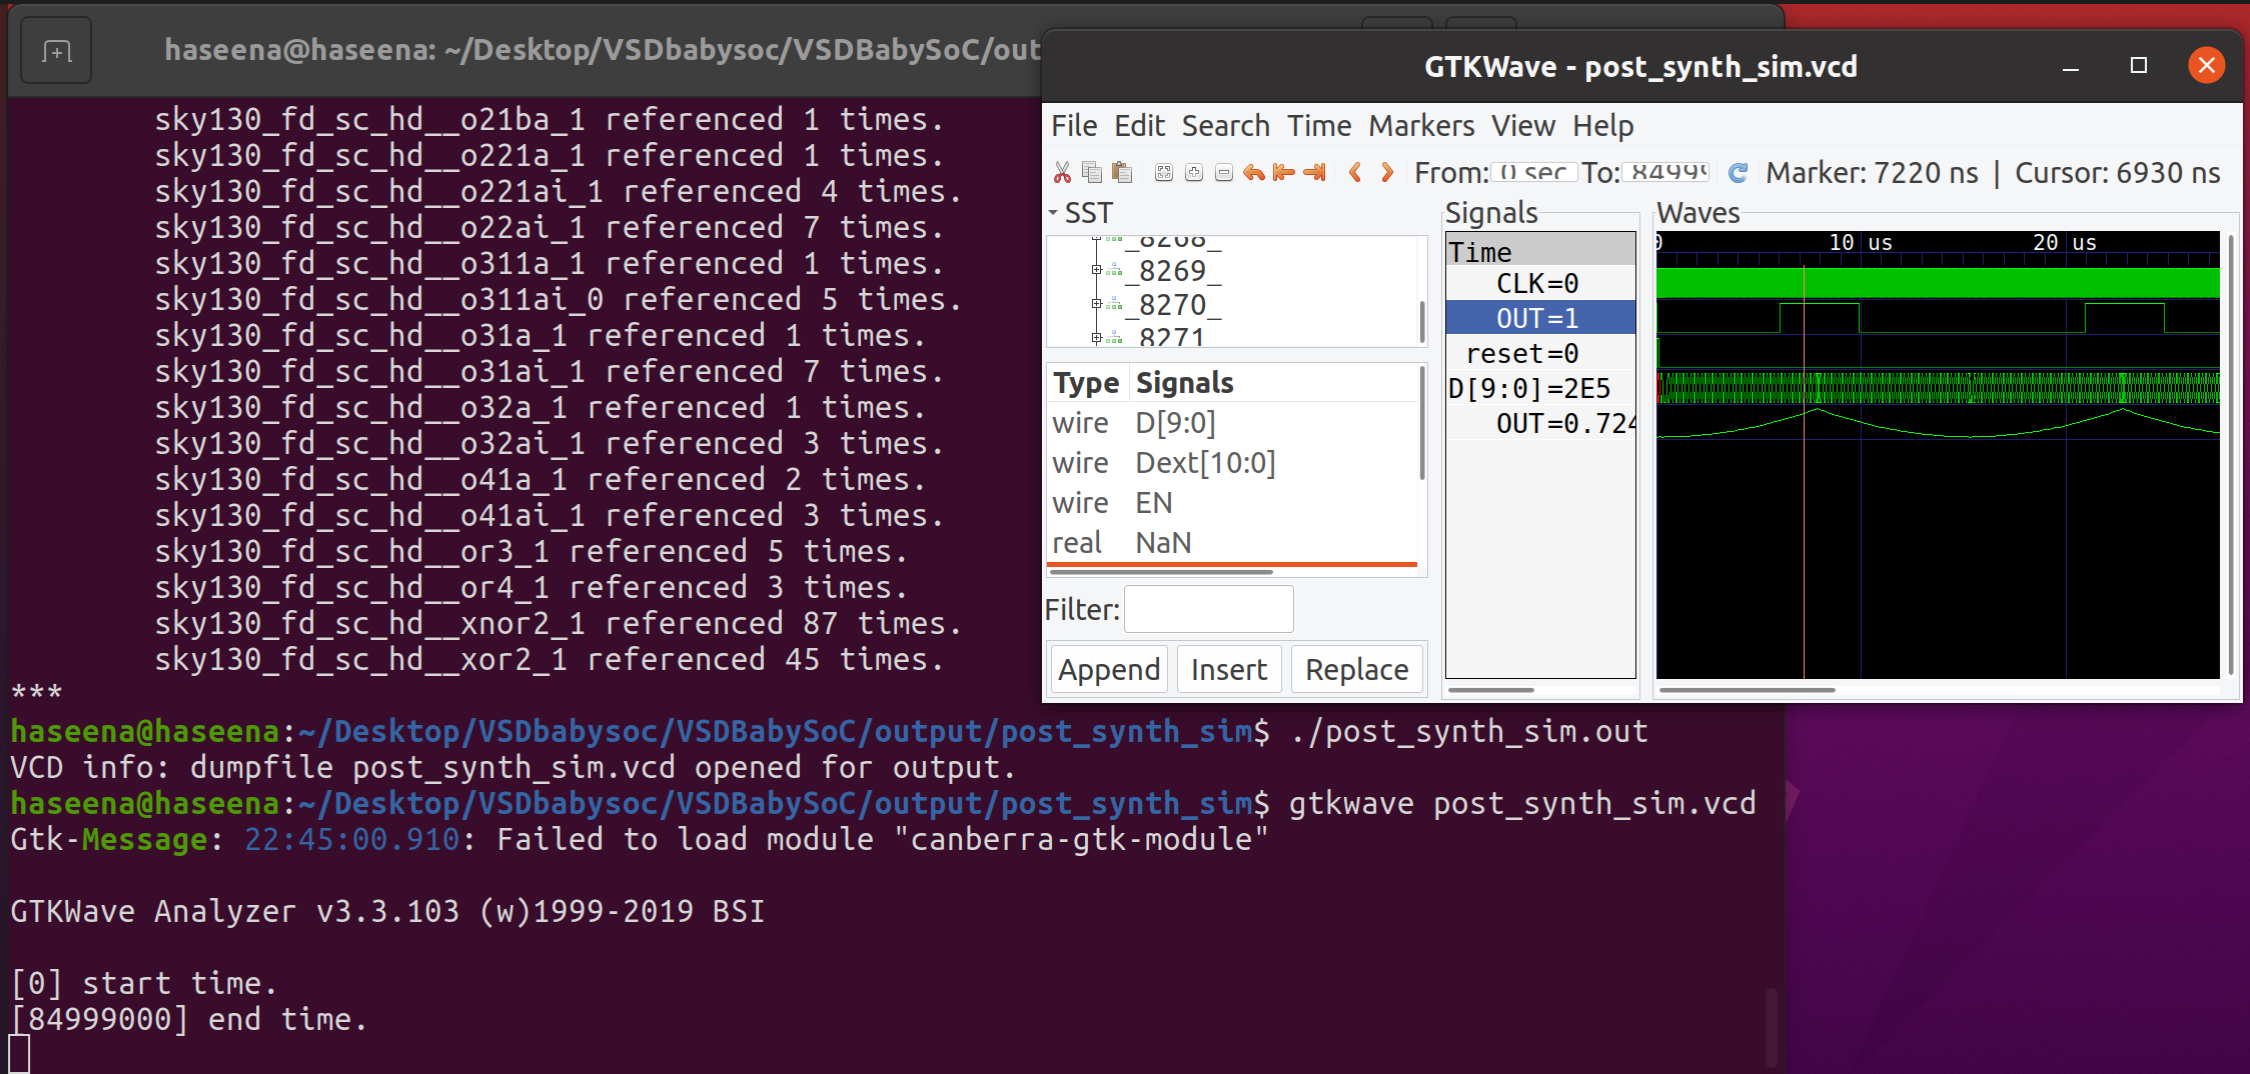 haseena@haseena: ~/Desktop/VSDbabysoc/VSDBabySoC/out
sky130_fd_sc_hd__o21ba_1 referenced 1 times.
sky130_fd_sc_hd__o221a_1 referenced 1 times.
sky130_fd_sc_hd__o221ai_1 referenced 4 times.
sky130_fd_sc_hd__o22ai_1 referenced 7 times.
sky130_fd_sc_hd__o311a_1 referenced 1 times.
sky130_fd_sc_hd__o311ai_0 referenced 5 times.
sky130_fd_sc_hd__o31a_1 referenced 1 times.
sky130_fd_sc_hd__o31ai_1 referenced 7 times.
sky130_fd_sc_hd__o32a_1 referenced 1 times.
sky130_fd_sc_hd__o32ai_1 referenced 3 times.
sky130_fd_sc_hd__o41a_1 referenced 2 times.
sky130_fd_sc_hd__o41ai_1 referenced 3 times.
sky130_fd_sc_hd__or3_1 referenced 5 times.
sky130_fd_sc_hd__or4_1 referenced 3 times.
sky130_fd_sc_hd__xnor2_1 referenced 87 times.
sky130_fd_sc_hd__xor2_1 referenced 45 times.
***
haseena@haseena:~/Desktop/VSDbabysoc/VSDBabySoC/output/post_synth_sim$ ./post_synth_sim.out
VCD info: dumpfile post_synth_sim.vcd opened for output.
haseena@haseena:~/Desktop/VSDbabysoc/VSDBabySoC/output/post_synth_sim$ gtkwave post_synth_sim.vcd
Gtk-Message: 22:45:00.910: Failed to load module "canberra-gtk-module"
GTKWave Analyzer v3.3.103 (w)1999-2019 BSI
[0] start time.
[84999000] end time.
GTKWave - post_synth_sim.vcd
File Edit Search Time Markers View Help
From: 0 sec To: 8499 Marker: 7220 ns | Cursor: 6930 ns
SST
_8268_
_8269_
_8270_
_8271_
Type Signals
wire D[9:0]
wire Dext[10:0]
wire EN
real NaN
Filter:
Append Insert Replace
Signals
Time
CLK=0
OUT=1
reset=0
D[9:0]=2E5
OUT=0.724
Waves
0 10 us 20 us